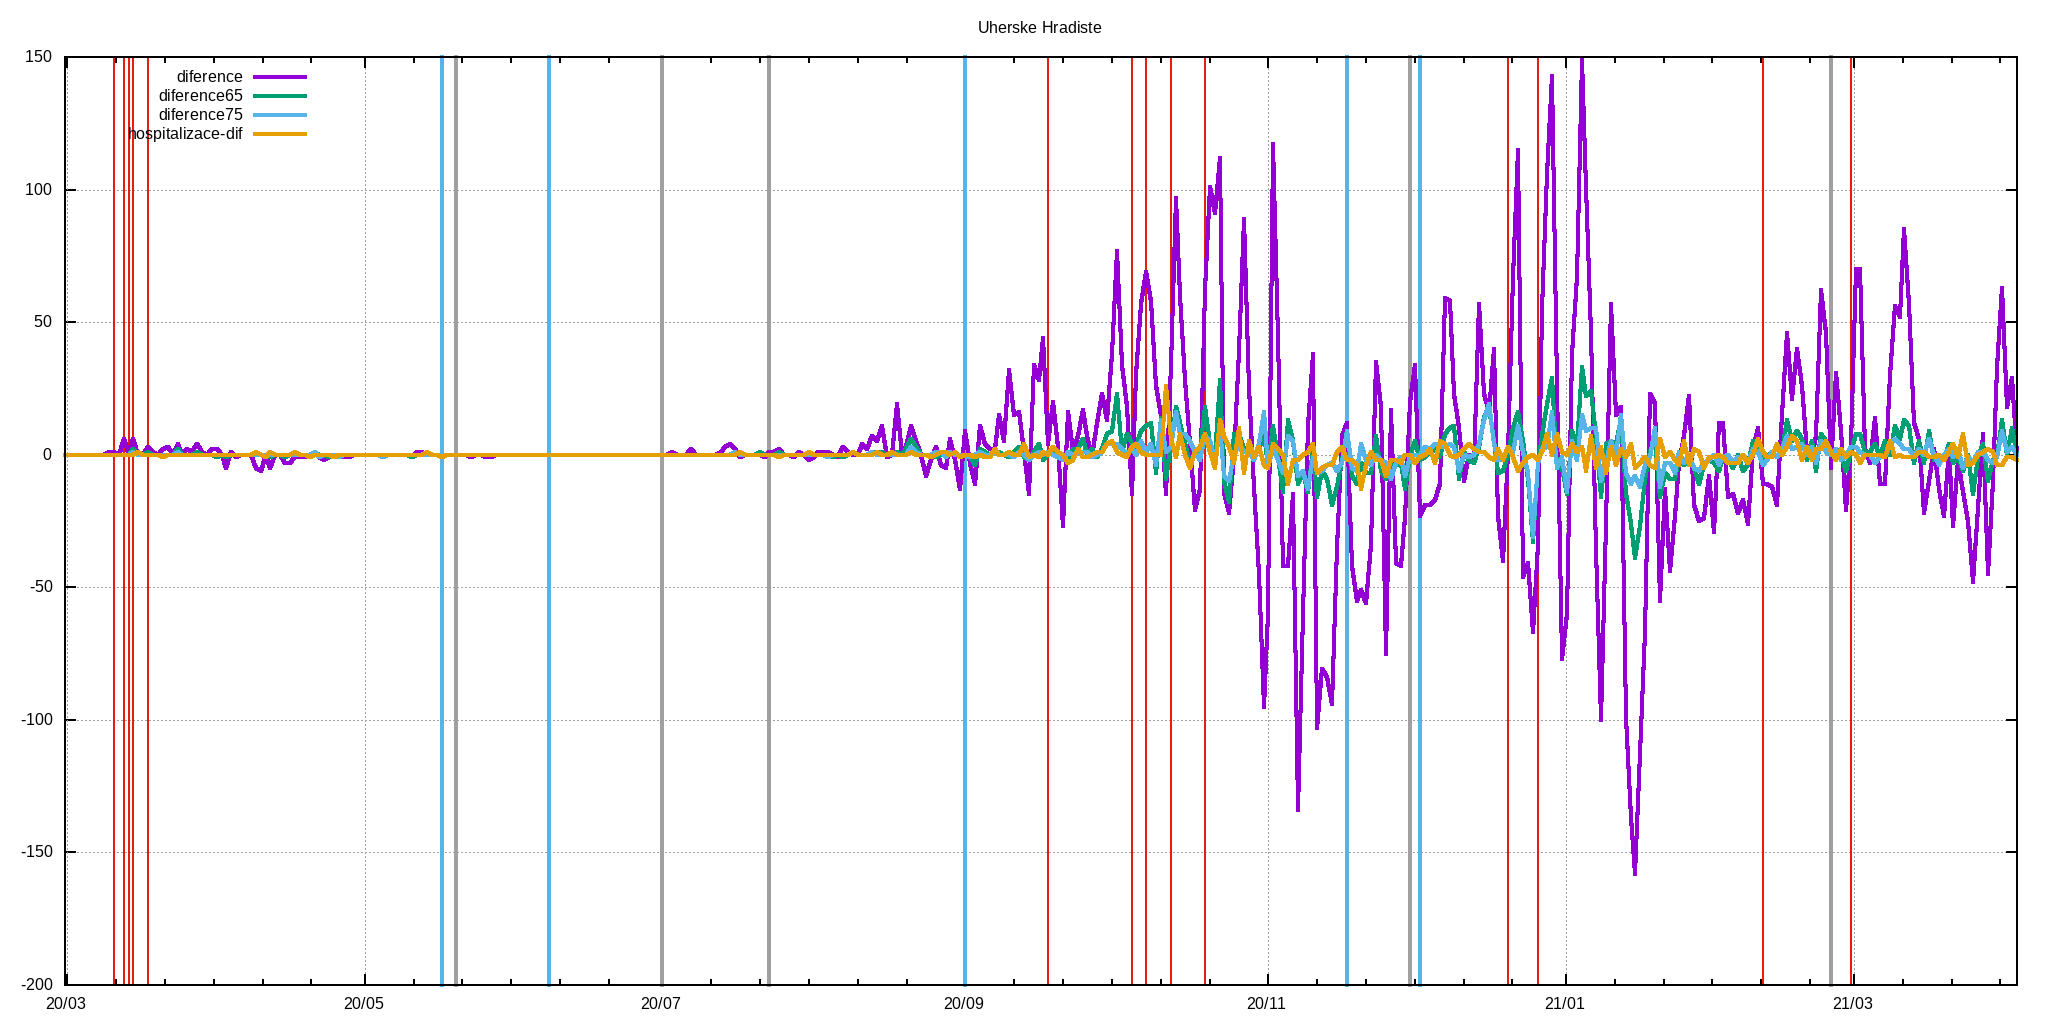 Uherske Hradiste
150
diference
diference65
diference75
hospitalizace-dif
100
50
0
-50
-100
-150
-200
20/03 20/05 20/07 20/09 20/11 21/01 21/03